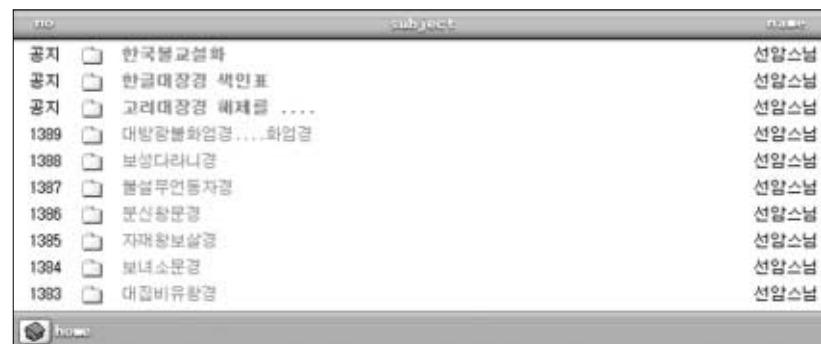 no subject name
공지 한국불교설화 선암스님
공지 한글대장경 색인표 선암스님
공지 고려대장경 해제를 .... 선암스님
1389 대방광불화엄경....화엄경 선암스님
1388 보성다라니경 선암스님
1387 불설무언동자경 선암스님
1386 분신왕문경 선암스님
1385 자재왕보살경 선암스님
1384 보녀소문경 선암스님
1383 대집비유왕경 선암스님
home